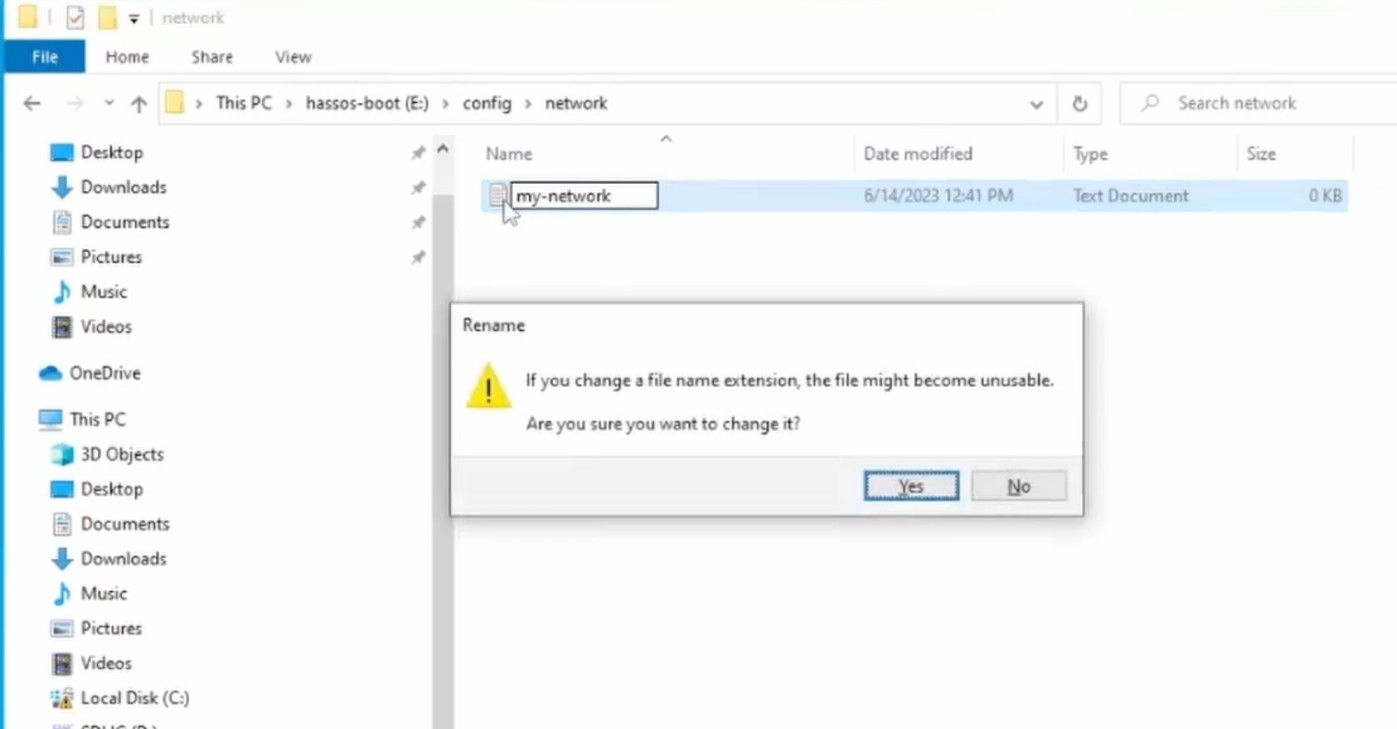 network
File Home Share View
This PC hassos-boot (E:) config network
Search network
Desktop
Downloads
Documents
Pictures
Music
Videos
OneDrive
This PC
3D Objects
Desktop
Documents
Downloads
Music
Pictures
Videos
Local Disk (C:)
Name Date modified Type Size
my-network 6/14/2023 12:41 PM Text Document 0 KB
Rename
If you change a file name extension, the file might become unusable.
Are you sure you want to change it?
Yes No